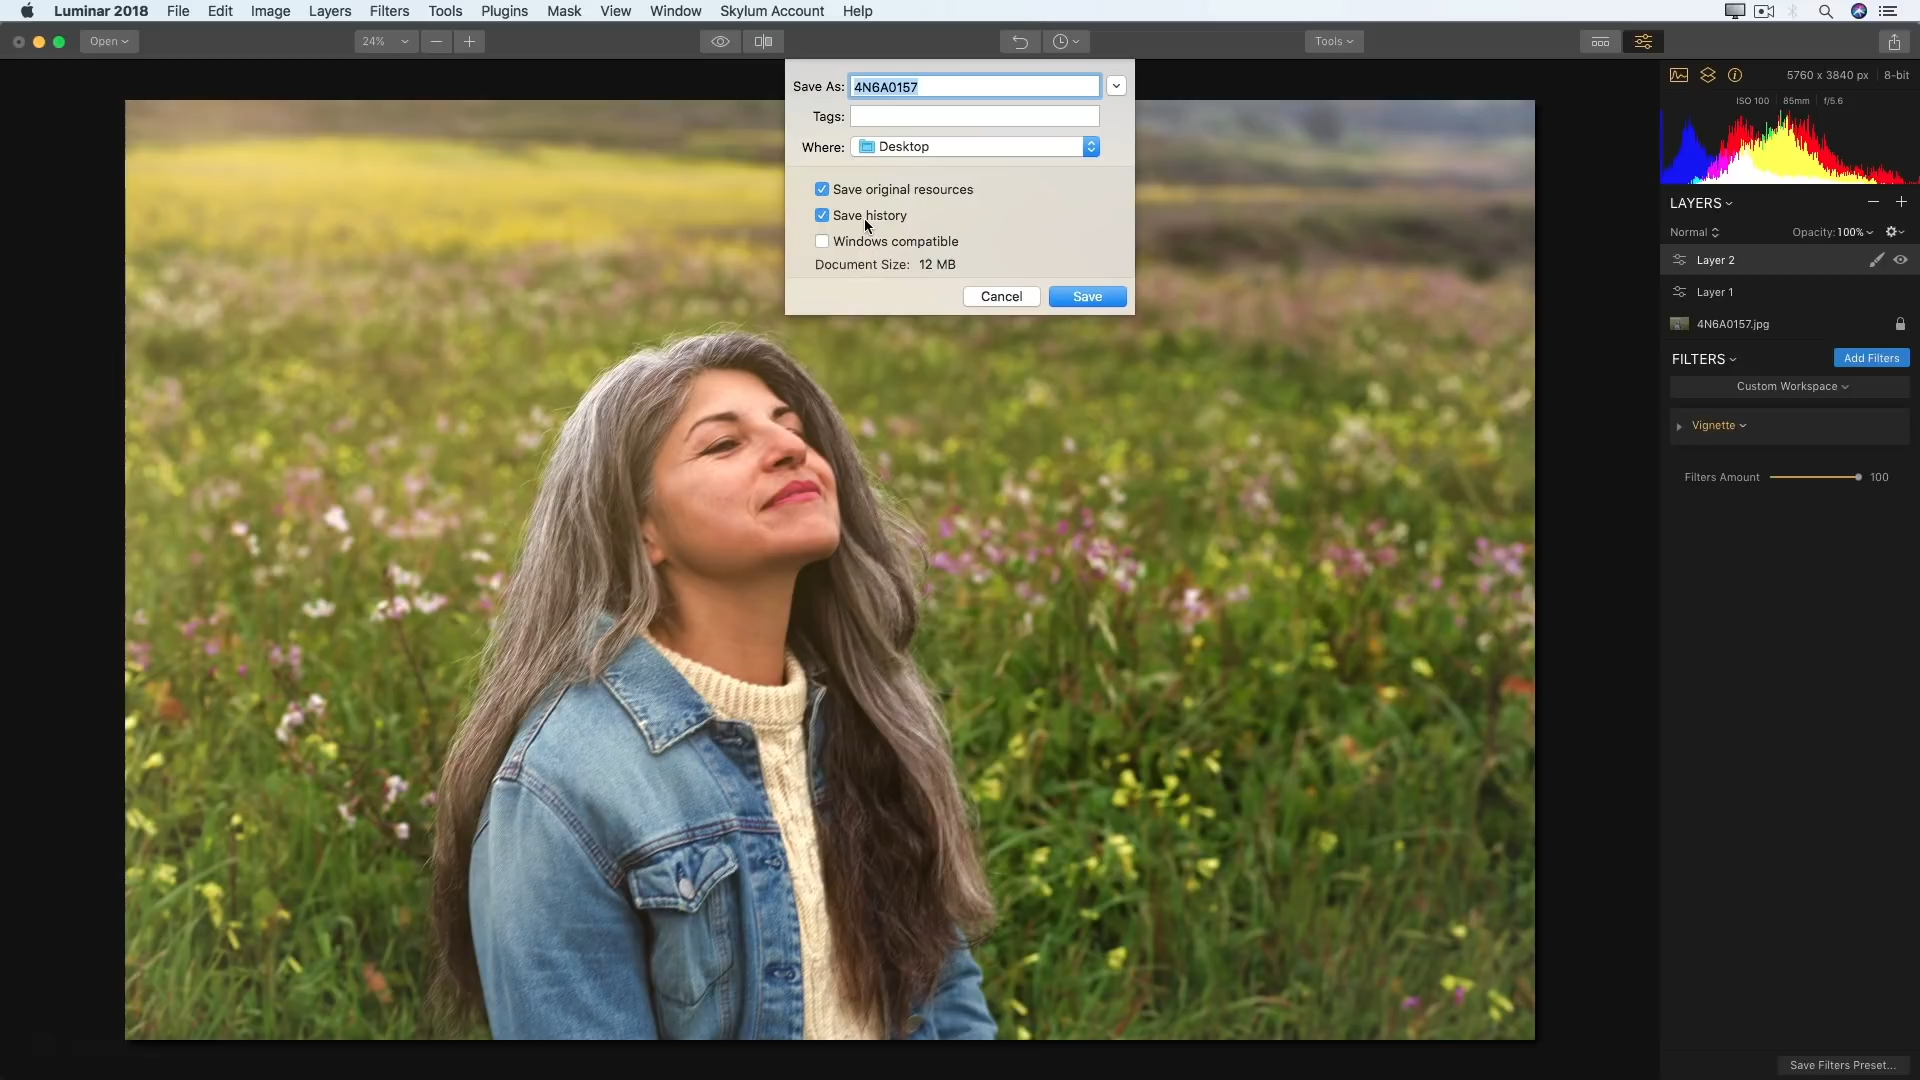 Luminar 2018 File Edit Image Layers Filters Tools Plugins Mask View Window Skylum Account Help
Open 24% Tools
Save As: 4N6A0157
Tags:
Where: Desktop
Save original resources
Save history
Windows compatible
Document Size: 12 MB
Cancel Save
5760 x 3840 px 8-bit
ISO 100 85mm f/5.6
LAYERS
Normal Opacity: 100%
Layer 2
Layer 1
4N6A0157.jpg
FILTERS Add Filters
Custom Workspace
Vignette
Filters Amount 100
Save Filters Preset...